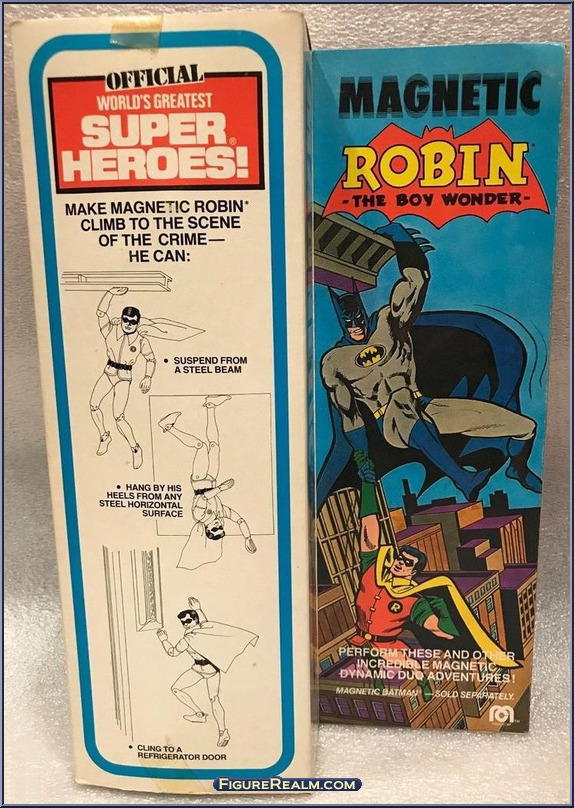 OFFICIAL
WORLD'S GREATEST
SUPER
HEROES!®
MAKE MAGNETIC ROBIN*
CLIMB TO THE SCENE
OF THE CRIME—
HE CAN:
• SUSPEND FROM
A STEEL BEAM
• HANG BY HIS
HEELS FROM ANY
STEEL HORIZONTAL
SURFACE
• CLING TO A
REFRIGERATOR DOOR
MAGNETIC
ROBIN*
-THE BOY WONDER-
R
PERFORM THESE AND OTHER
INCREDIBLE MAGNETIC
DYNAMIC DUO ADVENTURES!
MAGNETIC BATMAN* —SOLD SEPARATELY.
FIGUREREALM.COM